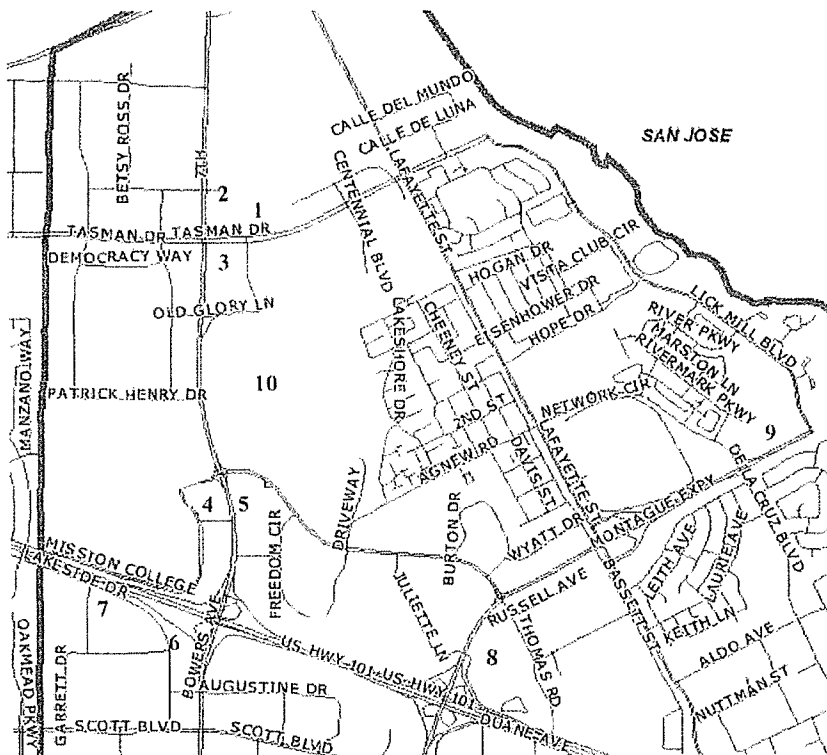 CALLE DEL MUNDO
CALLE DE LUNA
SAN JOSE
BETSY ROSS DR
CENTENNIAL BLVD
LAFAYETTE ST
2
1
TASMAN DR
TASMAN DR
DEMOCRACY WAY
3
HOGAN DR
VISTA CLUB CIR
EISENHOWER DR
HOPE DR
LICK MILL BLVD
OLD GLORY LN
LAKESHORE DR
CHEENEY ST
RIVER PKWY
MARSTON LN
RIVERMARK PKWY
MANZANO WAY
PATRICK HENRY DR
10
NETWORK CIR
2ND ST
9
AGNEW RD
DAVIS ST
LAFAYETTE ST
DE LA CRUZ BLVD
4
5
DRIVEWAY
BURTON DR
WYATT DR
MONTAGUE EXPY
FREEDOM CIR
MISSION COLLEGE
LAKESIDE DR
LEITH AVE
LAURIE AVE
BASSETT ST
RUSSELL AVE
JULIETTE LN
THOMAS RD
KEITH LN
7
6
US HWY 101
US HWY 101
8
ALDO AVE
OAKMEAD PKWY
GARRETT DR
BOWERS AVE
AUGUSTINE DR
DUANE AVE
NUTTMAN ST
SCOTT BLVD
SCOTT BLVD